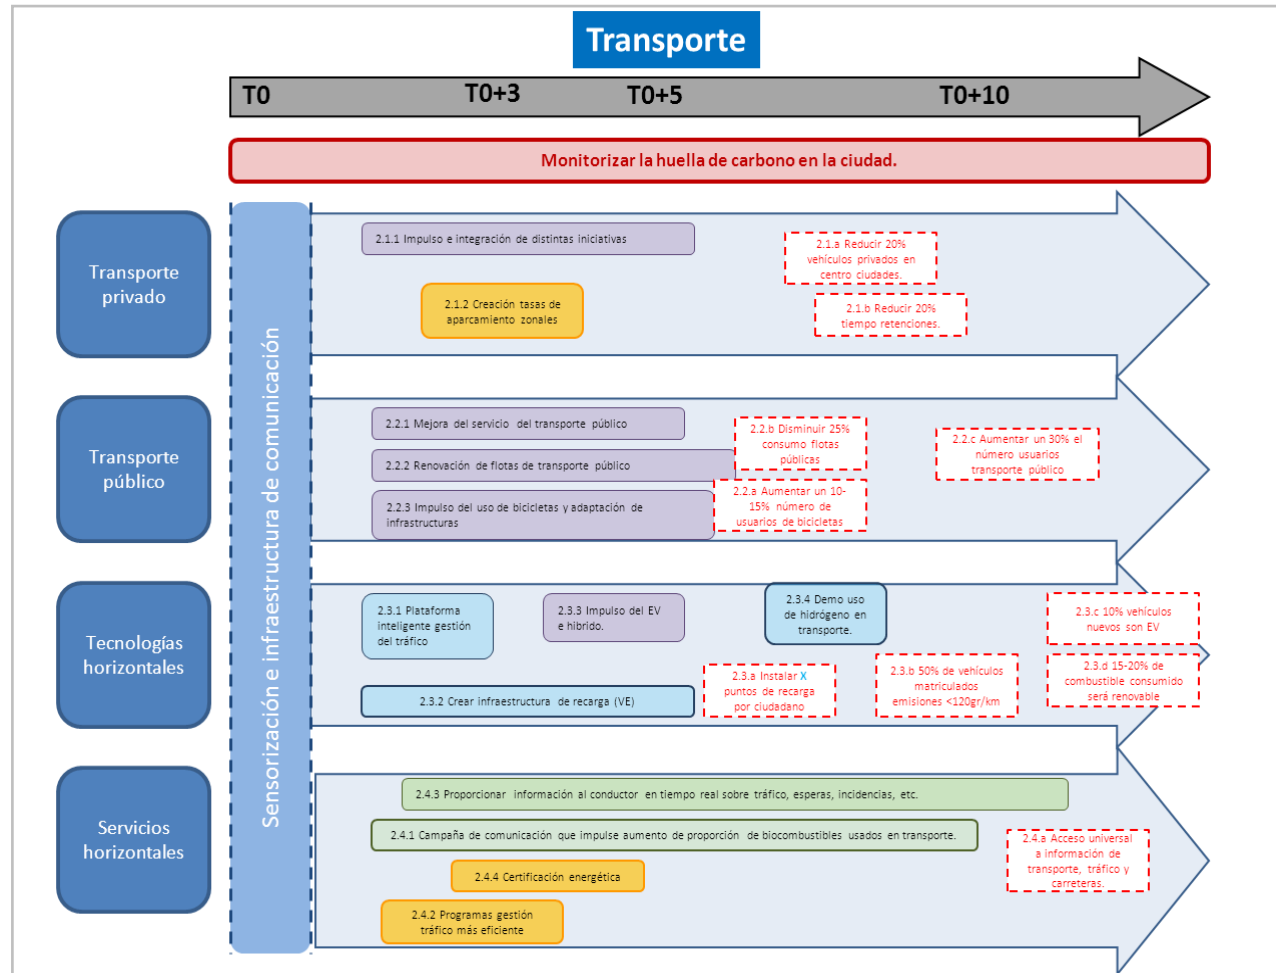 Transporte
T0
T0+3
T0+5
T0+10
Monitorizar la huella de carbono en la ciudad.
Sensorización e infraestructura de comunicación
Transporte
privado
2.1.1 Impulso e integración de distintas iniciativas
2.1.2 Creación tasas de
aparcamiento zonales
2.1.a Reducir 20%
vehículos privados en
centro ciudades.
2.1.b Reducir 20%
tiempo retenciones.
Transporte
público
2.2.1 Mejora del servicio del transporte público
2.2.2 Renovación de flotas de transporte público
2.2.3 Impulso del uso de bicicletas y adaptación de
infraestructuras
2.2.b Disminuir 25%
consumo flotas
públicas
2.2.a Aumentar un 10-
15% número de
usuarios de bicicletas
2.2.c Aumentar un 30% el
número usuarios
transporte público
Tecnologías
horizontales
2.3.1 Plataforma
inteligente gestión
del tráfico
2.3.3 Impulso del EV
e hibrido.
2.3.4 Demo uso
de hidrógeno en
transporte.
2.3.c 10% vehículos
nuevos son EV
2.3.2 Crear infraestructura de recarga (VE)
2.3.a Instalar X
puntos de recarga
por ciudadano
2.3.b 50% de vehículos
matriculados
emisiones <120gr/km
2.3.d 15-20% de
combustible consumido
será renovable
Servicios
horizontales
2.4.3 Proporcionar información al conductor en tiempo real sobre tráfico, esperas, incidencias, etc.
2.4.1 Campaña de comunicación que impulse aumento de proporción de biocombustibles usados en transporte.
2.4.4 Certificación energética
2.4.2 Programas gestión
tráfico más eficiente
2.4.a Acceso universal
a información de
transporte, tráfico y
carreteras.